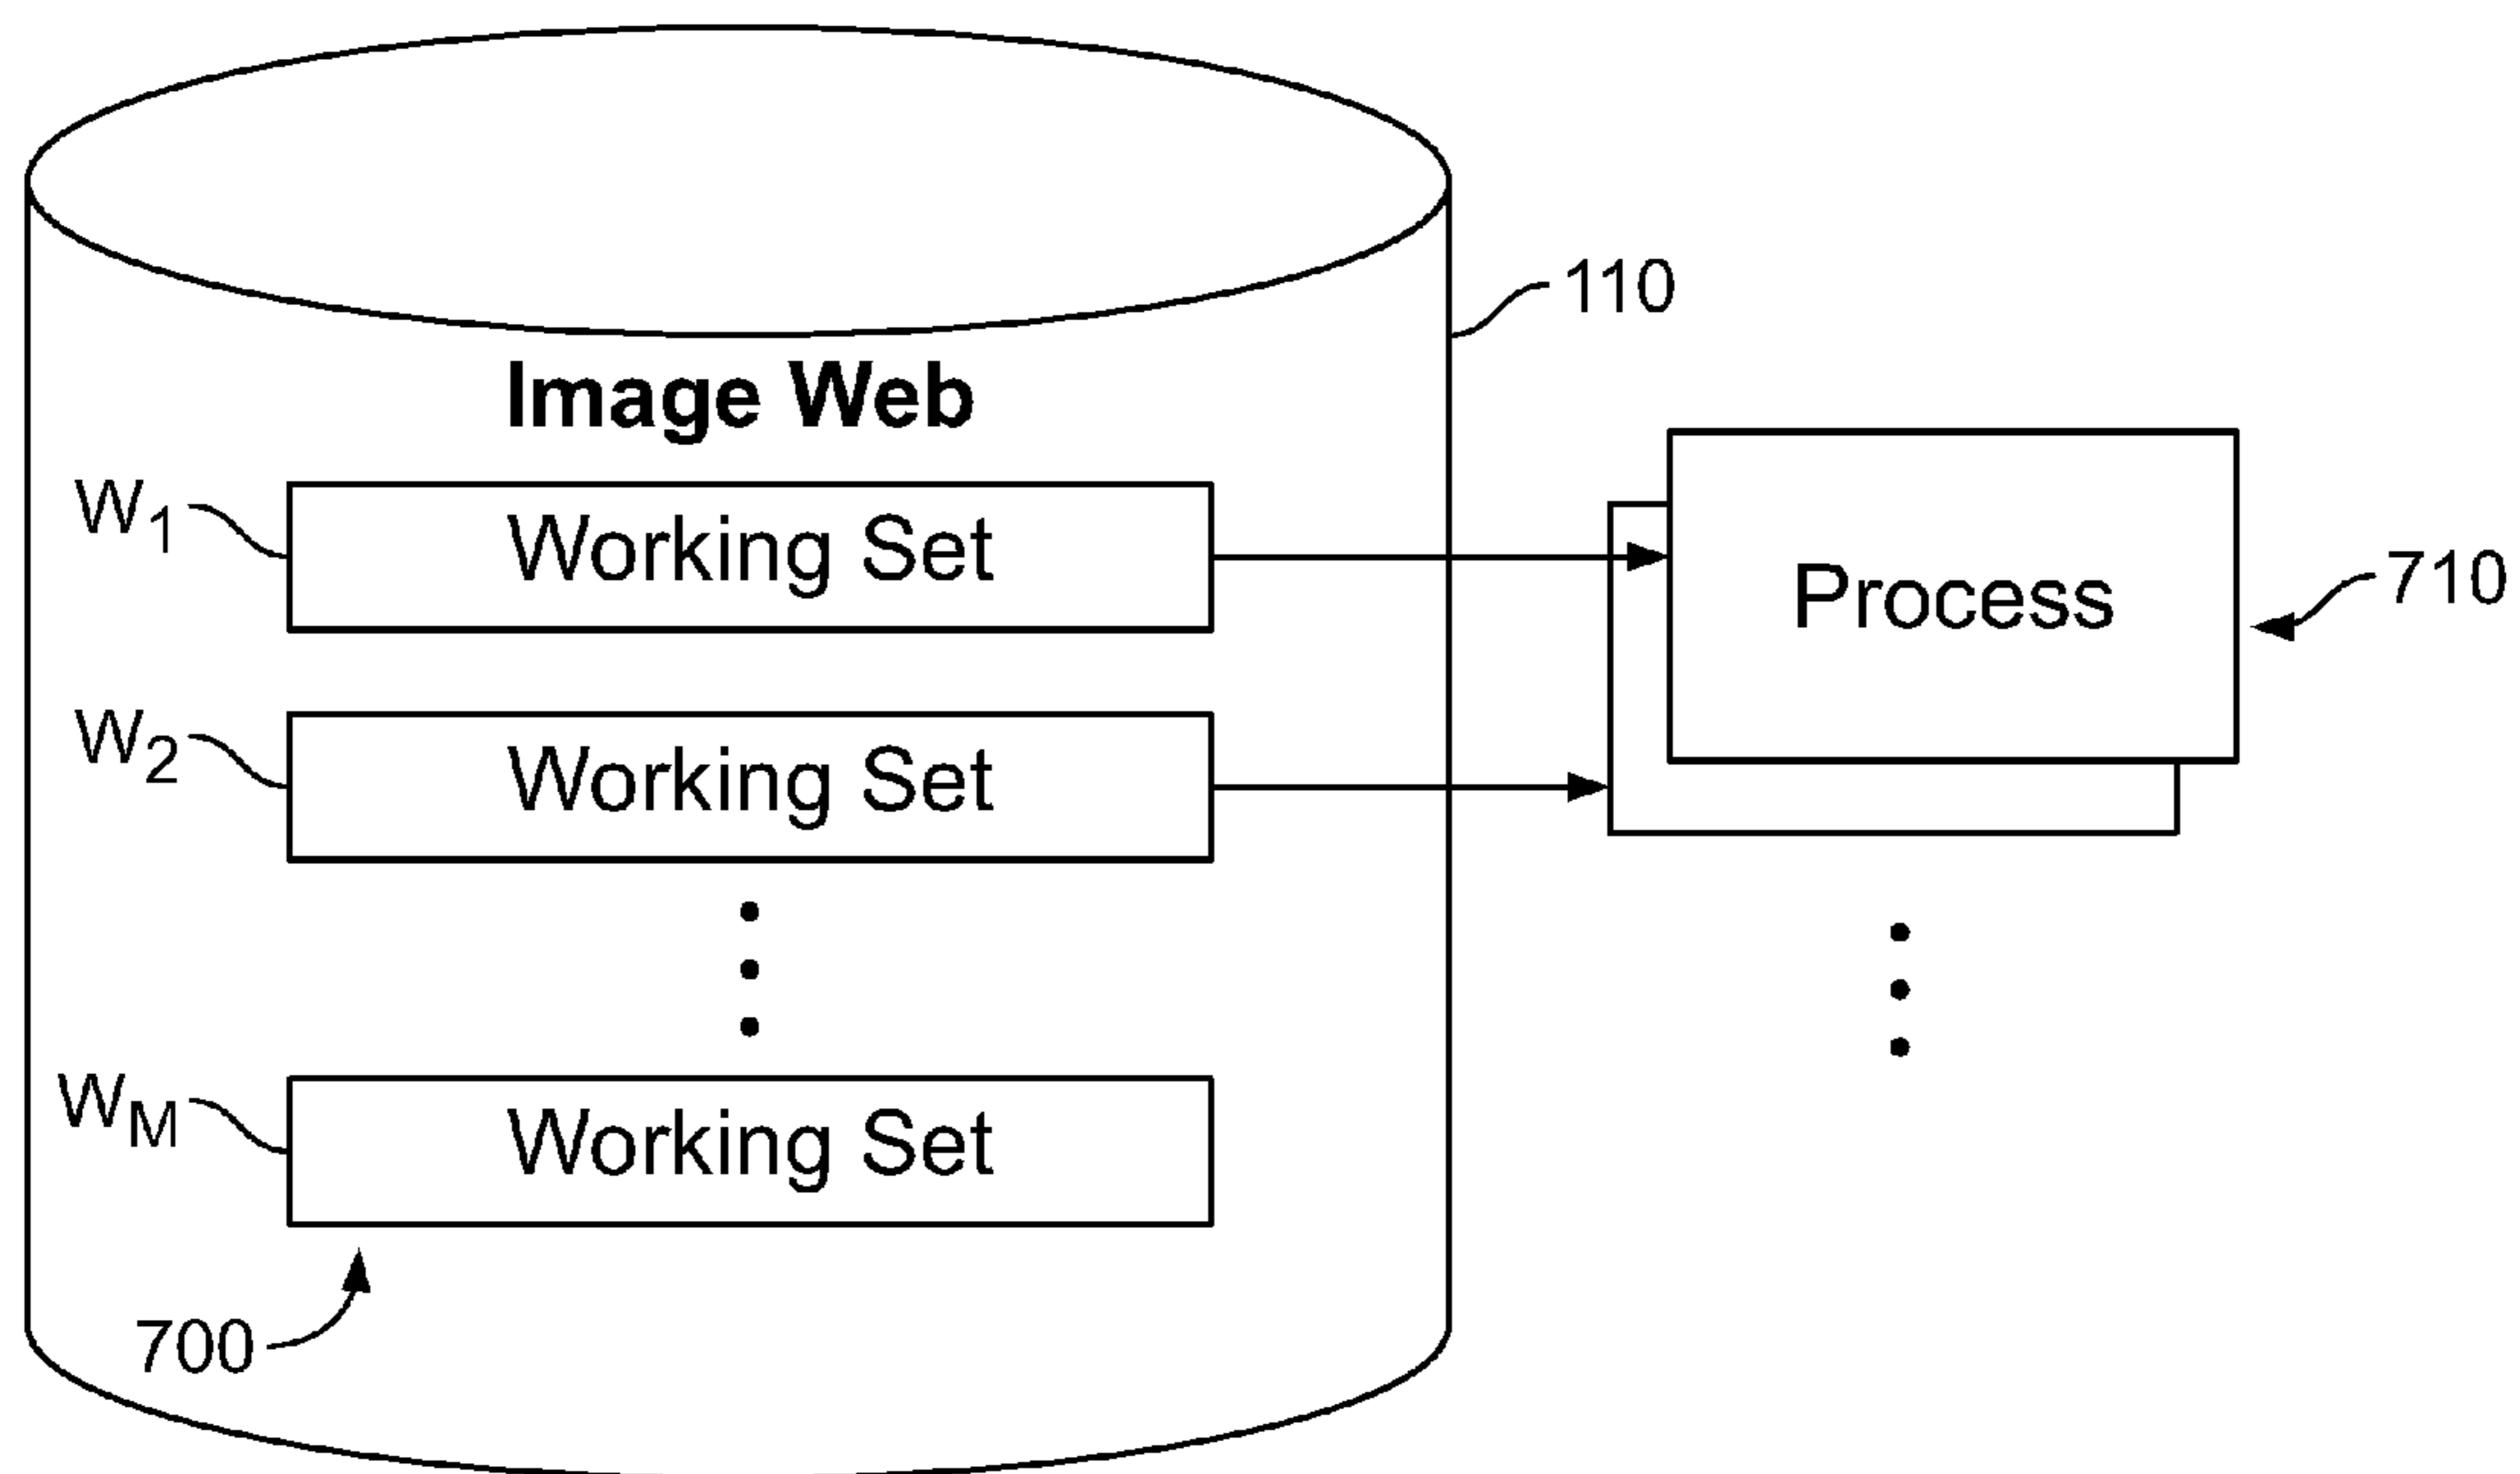 110
Image Web
W1 Working Set
Process
710
W2 Working Set
WM Working Set
700